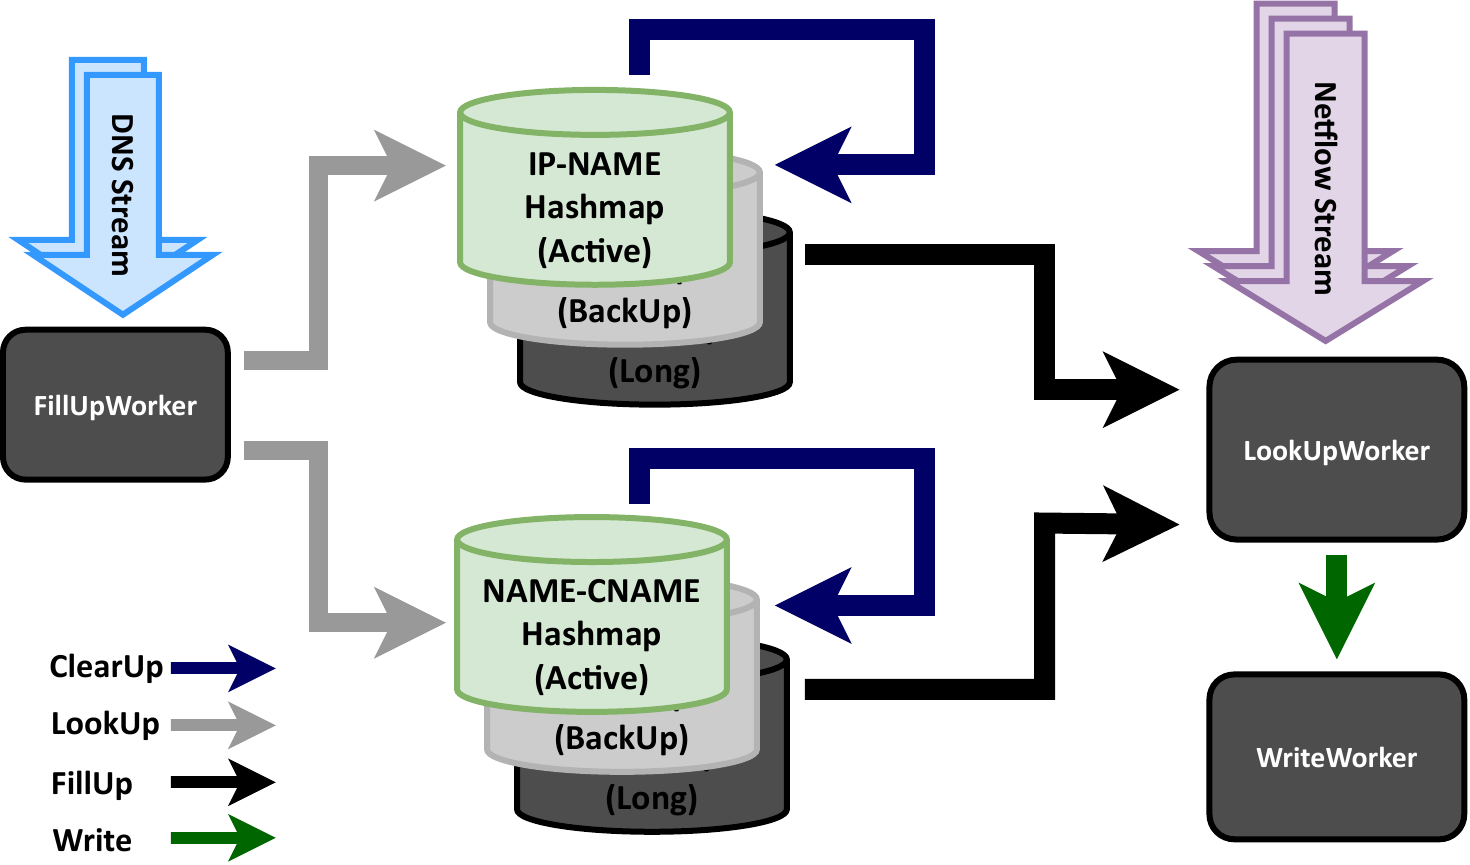 DNS Stream
Netflow Stream
IP-NAME
Hashmap
(Active)
(BackUp)
(Long)
FillUpWorker
LookUpWorker
NAME-CNAME
Hashmap
(Active)
(BackUp)
(Long)
WriteWorker
ClearUp
LookUp
FillUp
Write